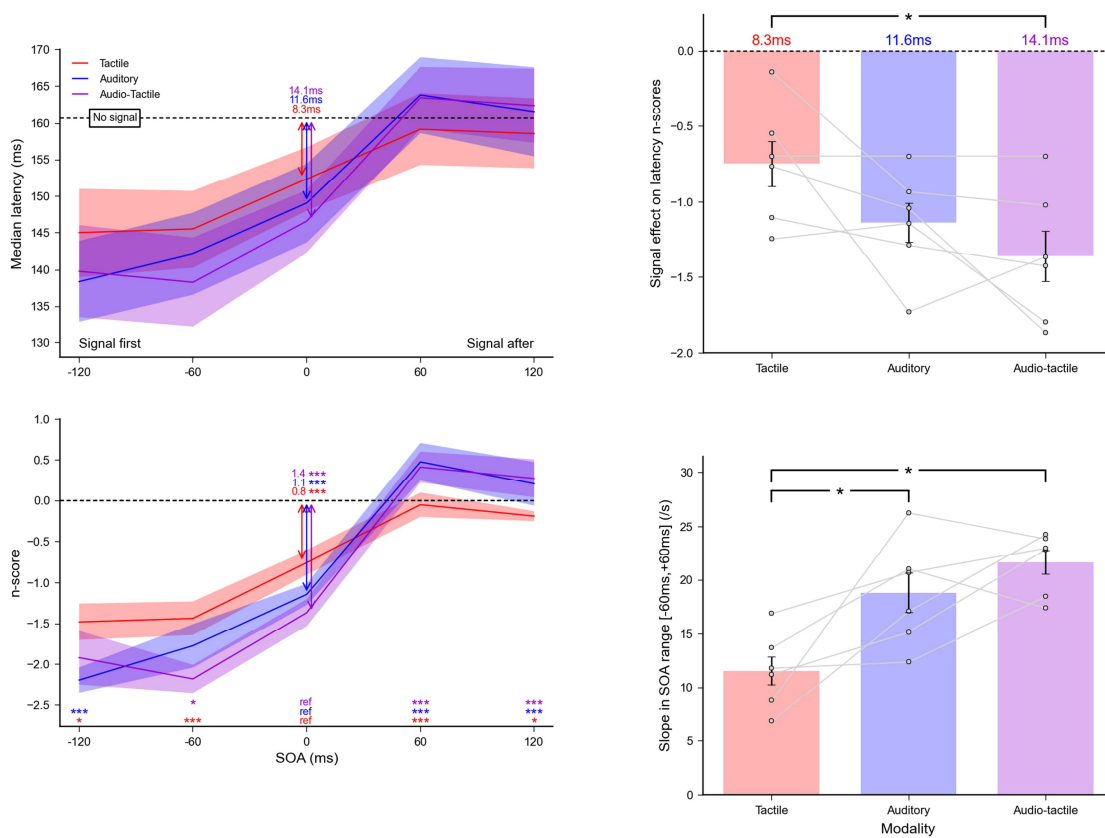 170
165
160
155
150
145
140
135
130
Median latency (ms)
Tactile
Auditory
Audio-Tactile
No signal
14.1ms
11.6ms
8.3ms
Signal first
Signal after
-120
-60
0
60
120
*
8.3ms
11.6ms
14.1ms
0.0
−0.5
−1.0
−1.5
−2.0
Signal effect on latency n-scores
Tactile
Auditory
Audio-tactile
1.0
0.5
0.0
−0.5
−1.0
−1.5
−2.0
−2.5
n-score
1.4 ***
1.1 ***
0.8 ***
* ref *** ***
*** ref *** ***
* *** ref *** *
-120
-60
0
60
120
SOA (ms)
30
25
20
15
10
5
0
Slope in SOA range [-60ms,+60ms] (/s)
*
*
Tactile
Auditory
Audio-tactile
Modality